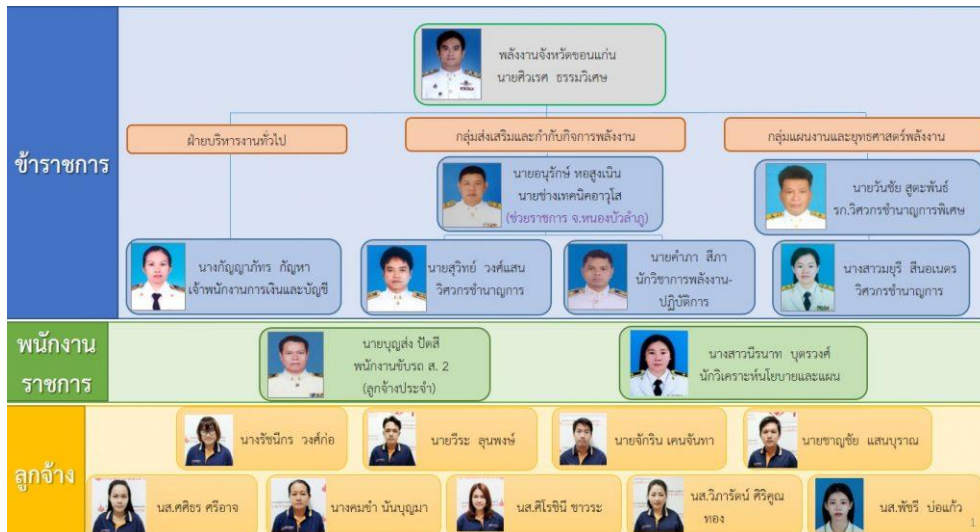 พลังงานจังหวัดขอนแก่น
นายศิวเรศ ธรรมวิเศษ
ข้าราชการ
ฝ่ายบริหารงานทั่วไป
กลุ่มส่งเสริมและกำกับกิจการพลังงาน
กลุ่มแผนงานและยุทธศาสตร์พลังงาน
นายอนุรักษ์ หอสูงเนิน
นายช่างเทคนิคอาวุโส
(ช่วยราชการ จ.หนองบัวลำภู)
นายวันชัย สูตะพันธ์
รก.วิศวกรชำนาญการพิเศษ
นางกัญญาภัทร กัญหา
เจ้าพนักงานการเงินและบัญชี
นายสุวิทย์ วงศ์แสน
วิศวกรชำนาญการ
นายคำภา สีภา
นักวิชาการพลังงาน-
ปฏิบัติการ
นางสาวมยุรี สีนอเนตร
วิศวกรชำนาญการ
พนักงาน
ราชการ
นายบุญส่ง ปัดสี
พนักงานขับรถ ส. 2
(ลูกจ้างประจำ)
นางสาวนีรนาท บุตรวงศ์
นักวิเคราะห์นโยบายและแผน
ลูกจ้าง
นางรัชนีกร วงศ์ก่อ
นายวีระ ลุนพงษ์
นายจักริน เคนจันทา
นายชาญชัย แสนบุราณ
นส.ศศิธร ศรีอาจ
นางคมขำ นันบุญมา
นส.ศิโรชินี ชาวระ
นส.วิภารัตน์ ศิริคูณ
ทอง
นส.พัชรี บ่อแก้ว